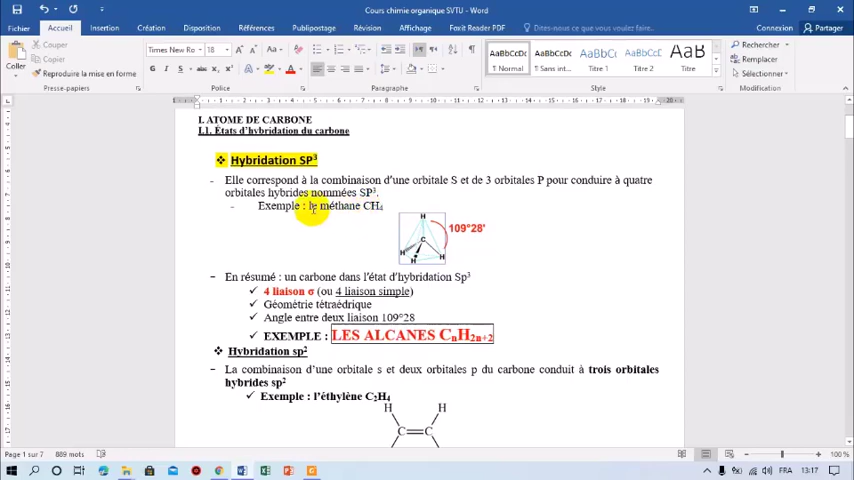 Cours chimie organique SVTU - Word
Fichier Accueil Insertion Création Disposition Références Publipostage Révision Affichage Foxit Reader PDF Dites-nous ce que vous voulez faire. Connexion Partager
Couper
Copier
Coller
Reproduire la mise en forme
Presse-papiers
Times New Ro 18
Police
Paragraphe
AaBbCcDc AaBbCcDc AaBbCc AaBbCcD AaB
¶ Normal ¶ Sans int... Titre 1 Titre 2 Titre
Style
Rechercher
Remplacer
Sélectionner
Modification
L ATOME DE CARBONE
I.1. États d’hybridation du carbone
❖ Hybridation SP³
- Elle correspond à la combinaison d’une orbitale S et de 3 orbitales P pour conduire à quatre
orbitales hybrides nommées SP³.
- Exemple : le méthane CH₄
H
109°28'
C
H
H
H
- En résumé : un carbone dans l’état d’hybridation Sp³
✓ 4 liaison σ (ou 4 liaison simple)
✓ Géométrie tétraédrique
✓ Angle entre deux liaison 109°28
✓ EXEMPLE : LES ALCANES CₙH₂ₙ₊₂
❖ Hybridation sp²
- La combinaison d’une orbitale s et deux orbitales p du carbone conduit à trois orbitales
hybrides sp²
✓ Exemple : l’éthylène C₂H₄
H H
C C
Page 1 sur 7 889 mots
100 %
FRA 13:17